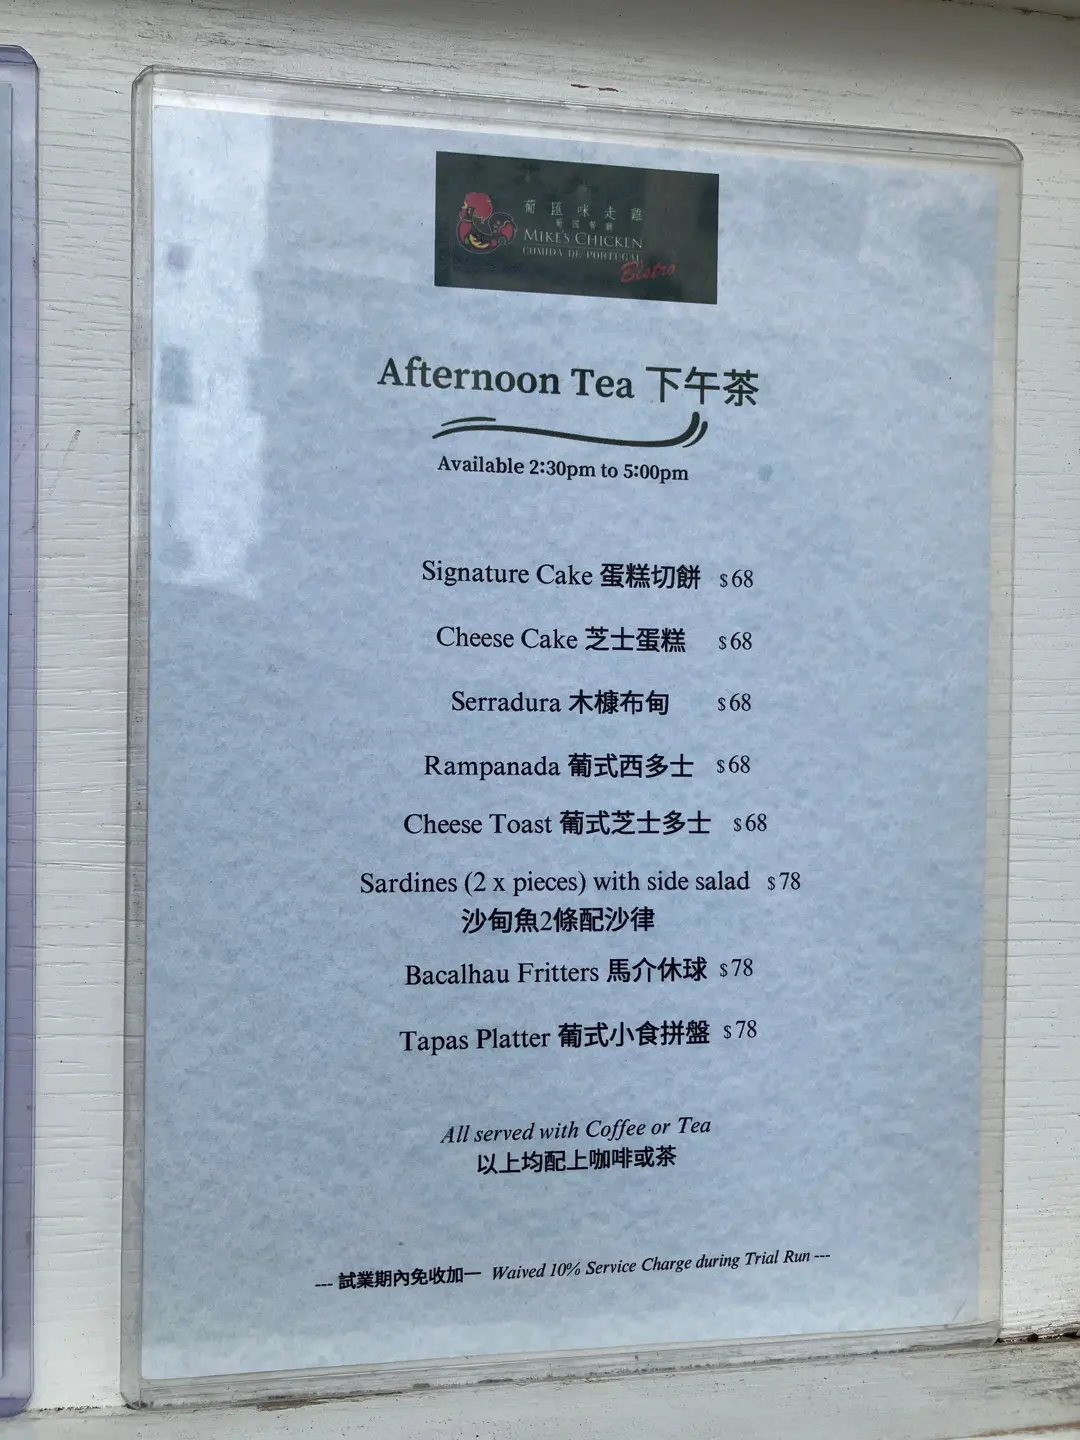 葡匯咪走雞
葡國餐廳
MIKE'S CHICKEN
COMIDA DE PORTUGAL
Bistro
Afternoon Tea 下午茶
Available 2:30pm to 5:00pm
Signature Cake 蛋糕切餅 $68
Cheese Cake 芝士蛋糕 $68
Serradura 木糠布甸 $68
Rampanada 葡式西多士 $68
Cheese Toast 葡式芝士多士 $68
Sardines (2 x pieces) with side salad $78
沙甸魚2條配沙律
Bacalhau Fritters 馬介休球 $78
Tapas Platter 葡式小食拼盤 $78
All served with Coffee or Tea
以上均配上咖啡或茶
--- 試業期內免收加一 Waived 10% Service Charge during Trial Run ---